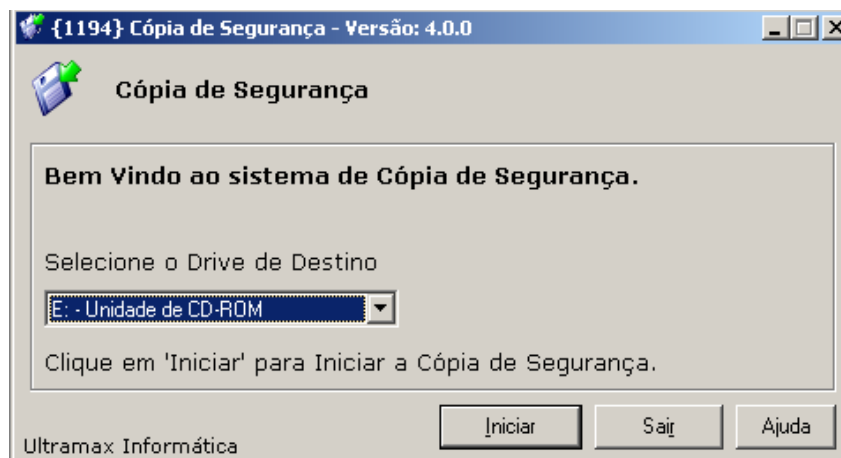 {1194} Cópia de Segurança - Versão: 4.0.0
Cópia de Segurança
Bem Vindo ao sistema de Cópia de Segurança.
Selecione o Drive de Destino
E: - Unidade de CD-ROM
Clique em 'Iniciar' para Iniciar a Cópia de Segurança.
Iniciar Sair Ajuda
Ultramax Informática